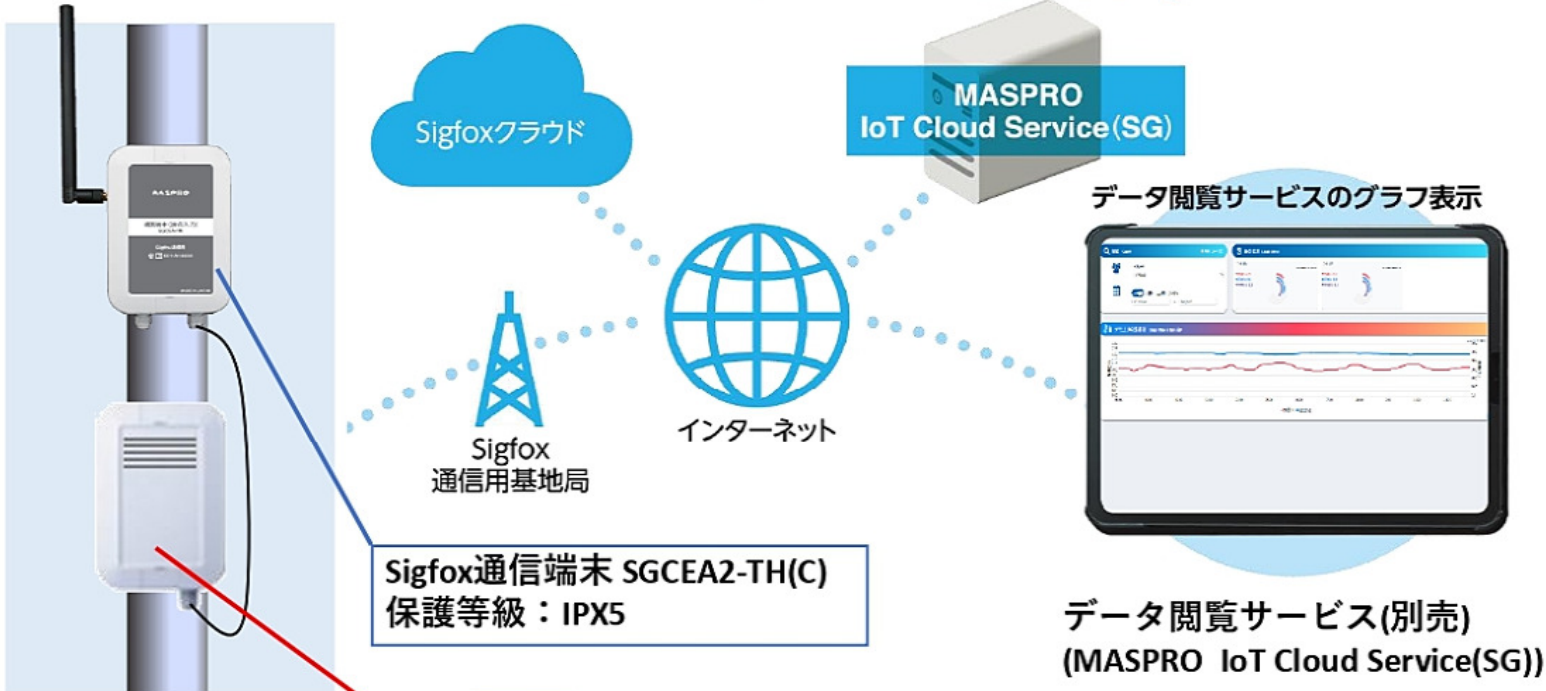 Sigfoxクラウド
MASPRO
IoT Cloud Service(SG)
データ閲覧サービスのグラフ表示
MASPRO
Sigfox
通信用基地局
インターネット
Sigfox通信端末 SGCEA2-TH(C)
保護等級：IPX5
データ閲覧サービス(別売)
(MASPRO IoT Cloud Service(SG))